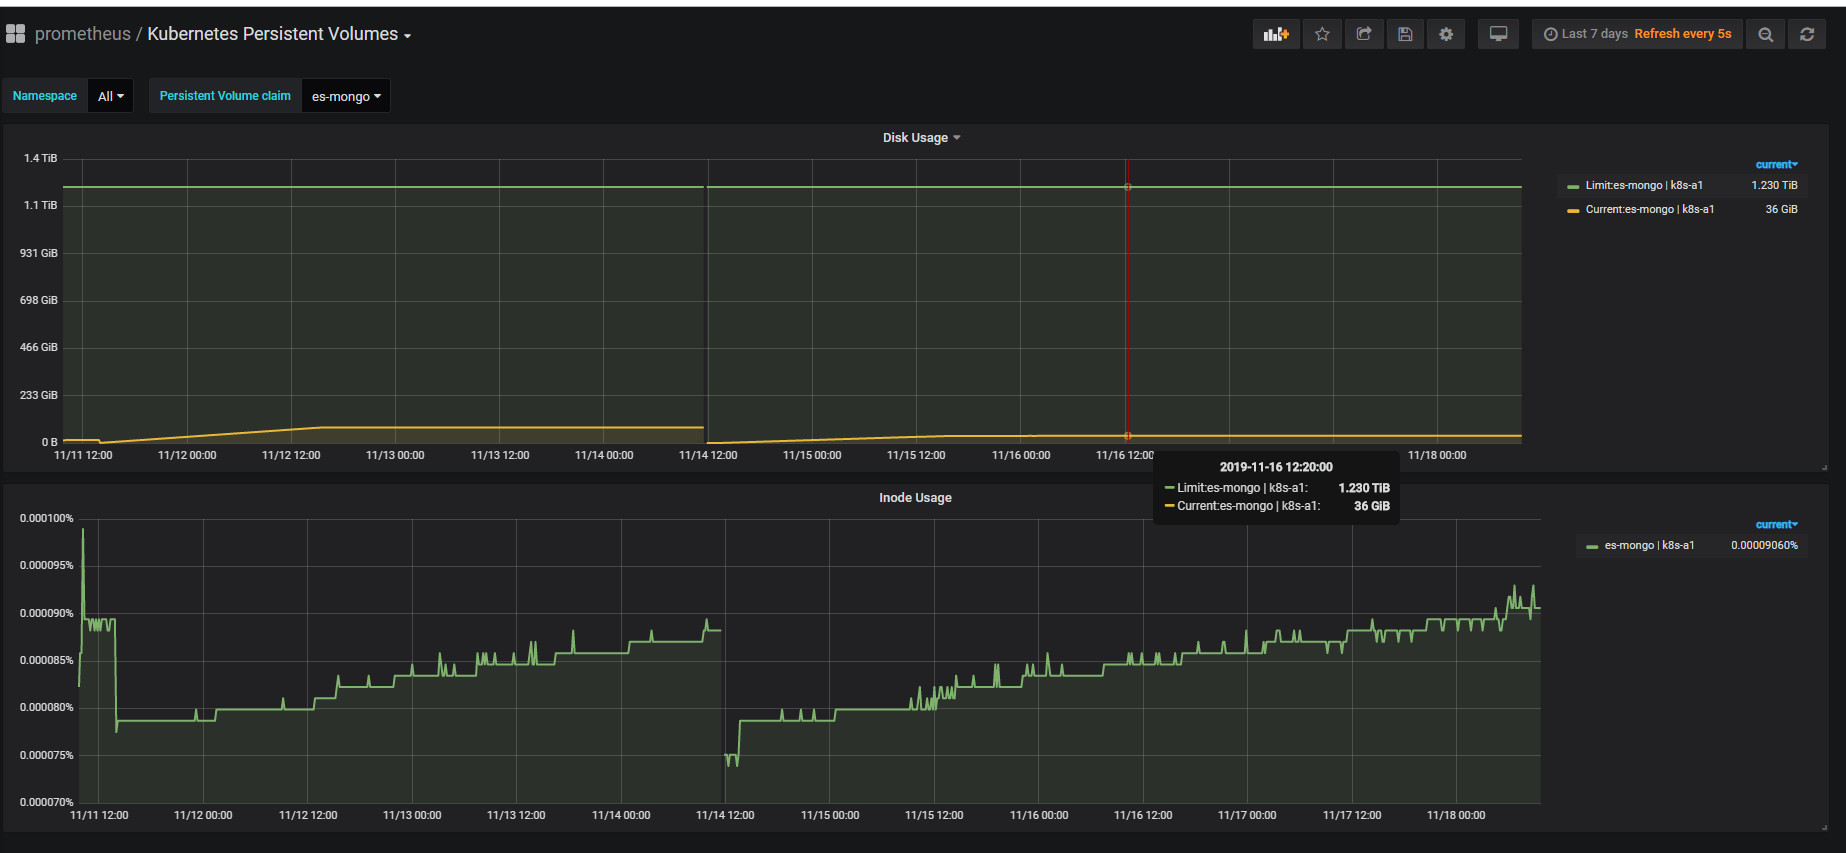 prometheus / Kubernetes Persistent Volumes
Last 7 days Refresh every 5s
Namespace All Persistent Volume claim es-mongo
Disk Usage
1.4 TiB
1.1 TiB
931 GiB
698 GiB
466 GiB
233 GiB
0 B
11/11 12:00 11/12 00:00 11/12 12:00 11/13 00:00 11/13 12:00 11/14 00:00 11/14 12:00 11/15 00:00 11/15 12:00 11/16 00:00 11/16 12:00 11/18 00:00
current
Limit:es-mongo | k8s-a1 1.230 TiB
Current:es-mongo | k8s-a1 36 GiB
2019-11-16 12:20:00
Limit:es-mongo | k8s-a1: 1.230 TiB
Current:es-mongo | k8s-a1: 36 GiB
Inode Usage
0.000100%
0.000095%
0.000090%
0.000085%
0.000080%
0.000075%
0.000070%
11/11 12:00 11/12 00:00 11/12 12:00 11/13 00:00 11/13 12:00 11/14 00:00 11/14 12:00 11/15 00:00 11/15 12:00 11/16 00:00 11/16 12:00 11/17 00:00 11/17 12:00 11/18 00:00
current
es-mongo | k8s-a1 0.00009060%